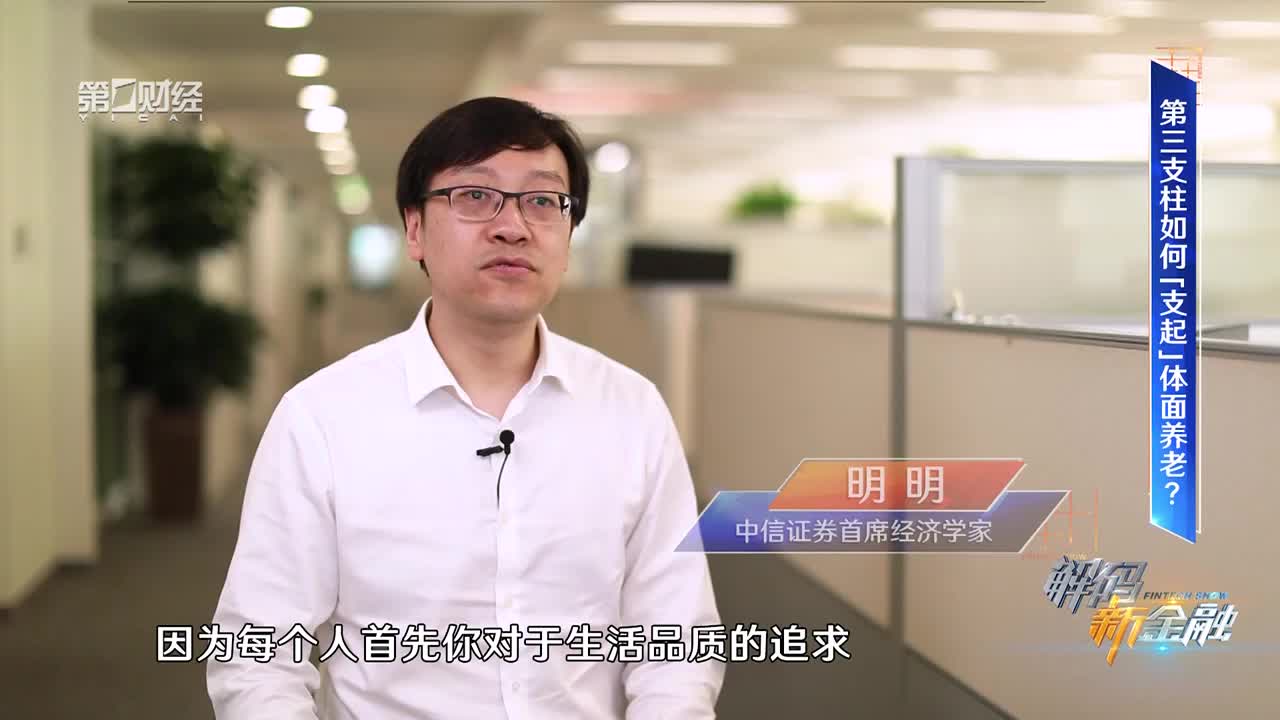 第一财经
YICAI
第三支柱如何「支起」体面养老？
明明
中信证券首席经济学家
解码
FINTECH SHOW
新金融
因为每个人首先你对于生活品质的追求